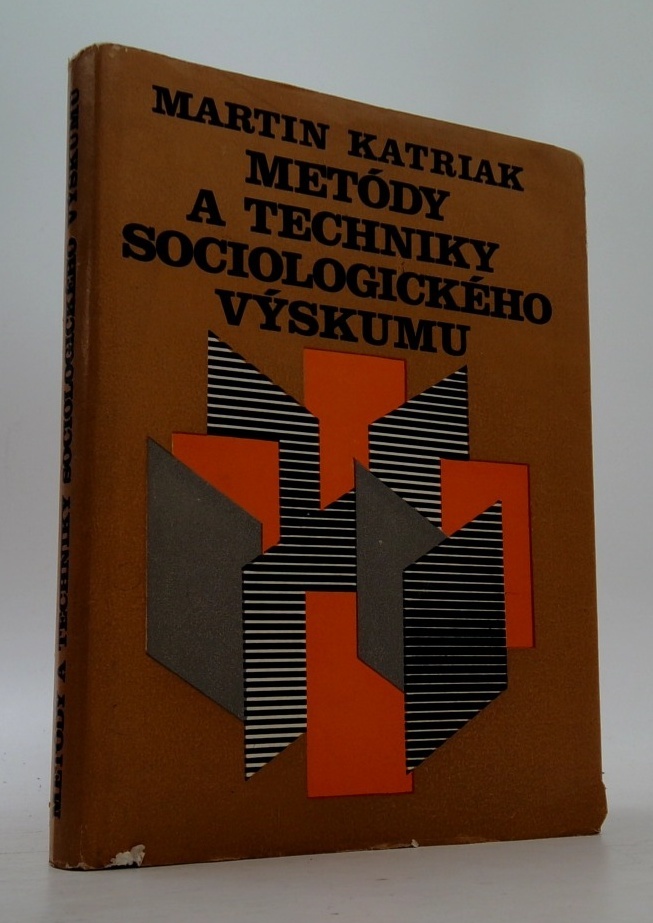 MARTIN KATRIAK
METÓDY
A TECHNIKY
SOCIOLOGICKÉHO
VÝSKUMU
METÓDY A TECHNIKY SOCIOLOGICKÉHO VÝSKUMU